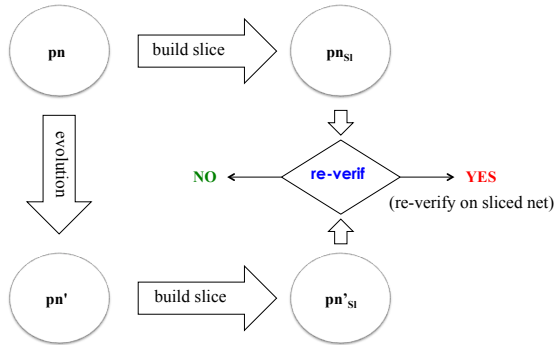 pn
build slice
pnSl
evolution
NO
re-verif
YES
(re-verify on sliced net)
pn'
build slice
pn’Sl